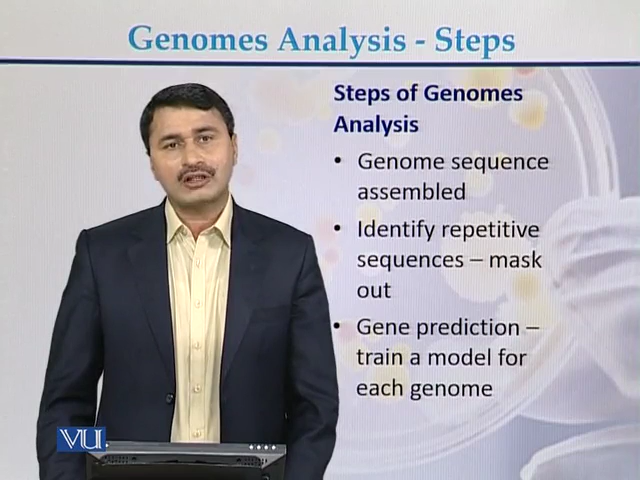 Genomes Analysis - Steps
Steps of Genomes
Analysis
• Genome sequence
assembled
• Identify repetitive
sequences – mask
out
• Gene prediction –
train a model for
each genome
VU.